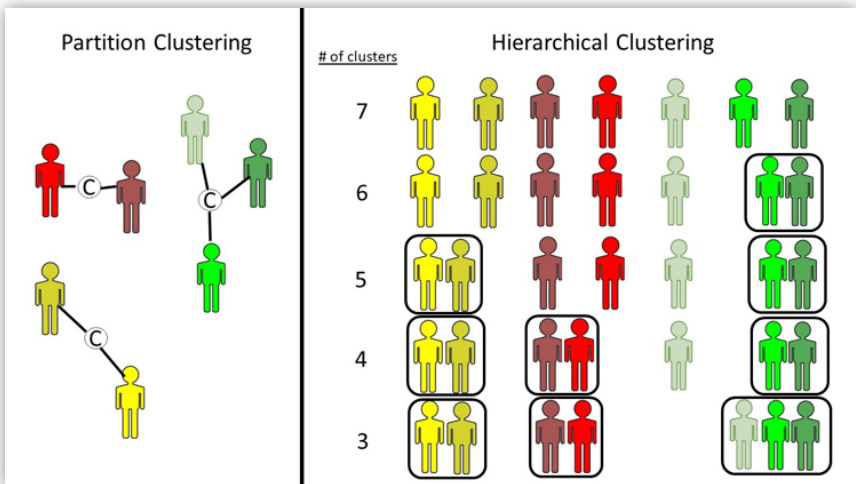 Partition Clustering
C
C
C
Hierarchical Clustering
# of clusters
7
6
5
4
3